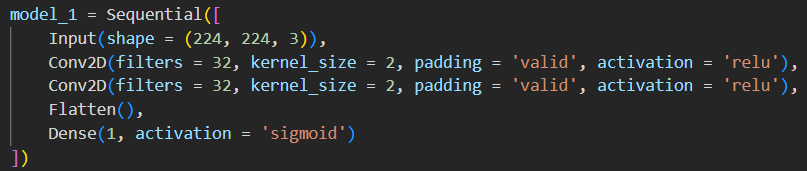 model_1 = Sequential([
    Input(shape = (224, 224, 3)),
    Conv2D(filters = 32, kernel_size = 2, padding = 'valid', activation = 'relu'),
    Conv2D(filters = 32, kernel_size = 2, padding = 'valid', activation = 'relu'),
    Flatten(),
    Dense(1, activation = 'sigmoid')
])